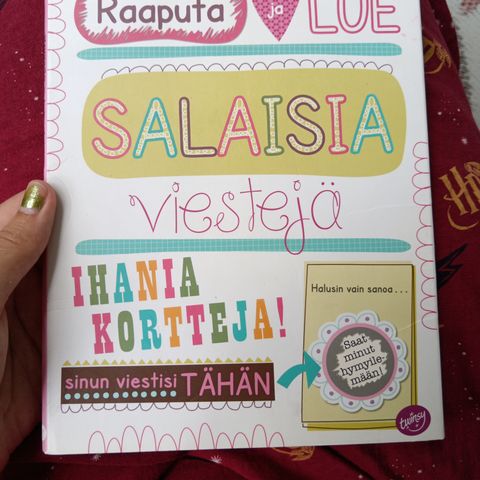 Raaputa ja LUE
SALAISIA
viestejä
IHANIA
KORTTEJA!
sinun viestisi TÄHÄN
Halusin vain sanoa...
Saat
minut
hymyile-
mään!
twinsy